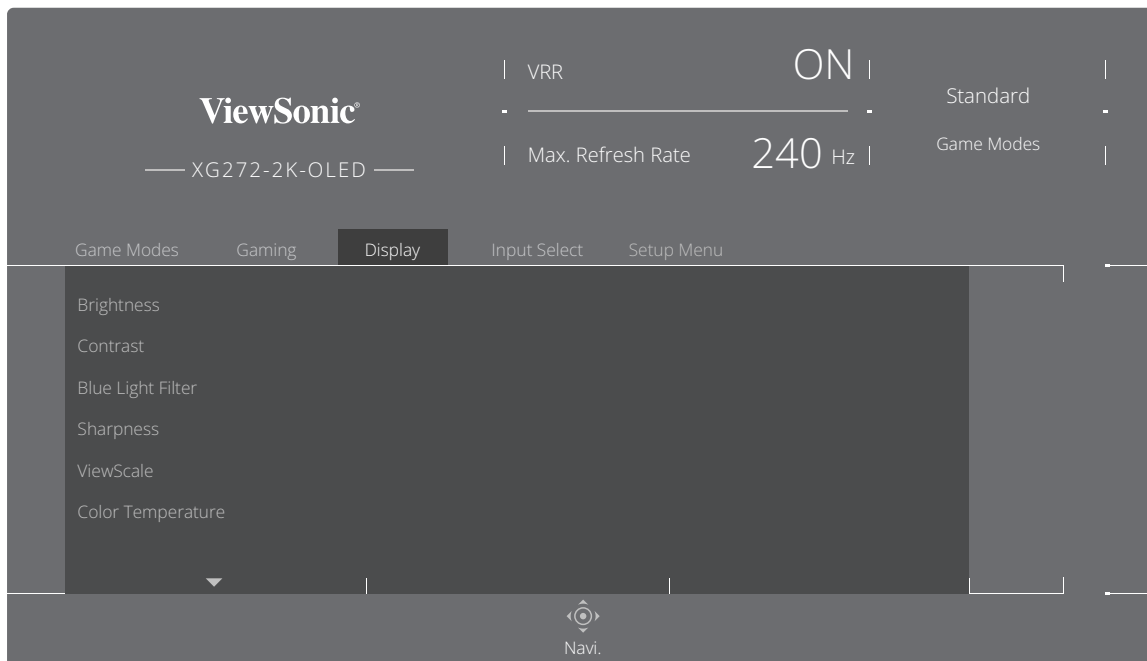 ViewSonic®
XG272-2K-OLED
VRR ON
Max. Refresh Rate 240 Hz
Standard
Game Modes
Game Modes Gaming Display Input Select Setup Menu
Brightness
Contrast
Blue Light Filter
Sharpness
ViewScale
Color Temperature
Navi.